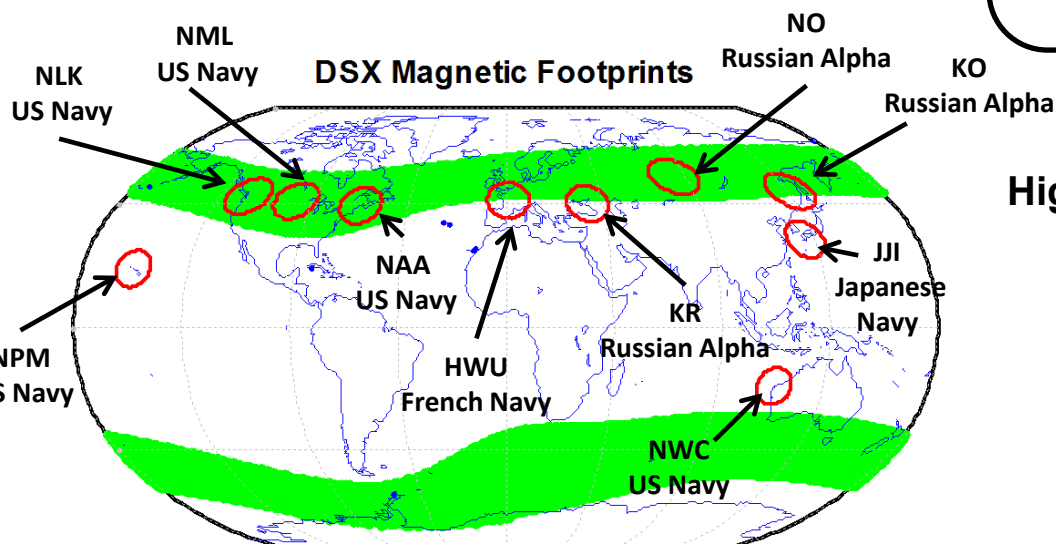 NO
Russian Alpha
NML
US Navy
DSX Magnetic Footprints
KO
Russian Alpha
NLK
US Navy
JJI
Japanese
Navy
NAA
US Navy
KR
Russian Alpha
NPM
Navy
HWU
French Navy
NWC
US Navy